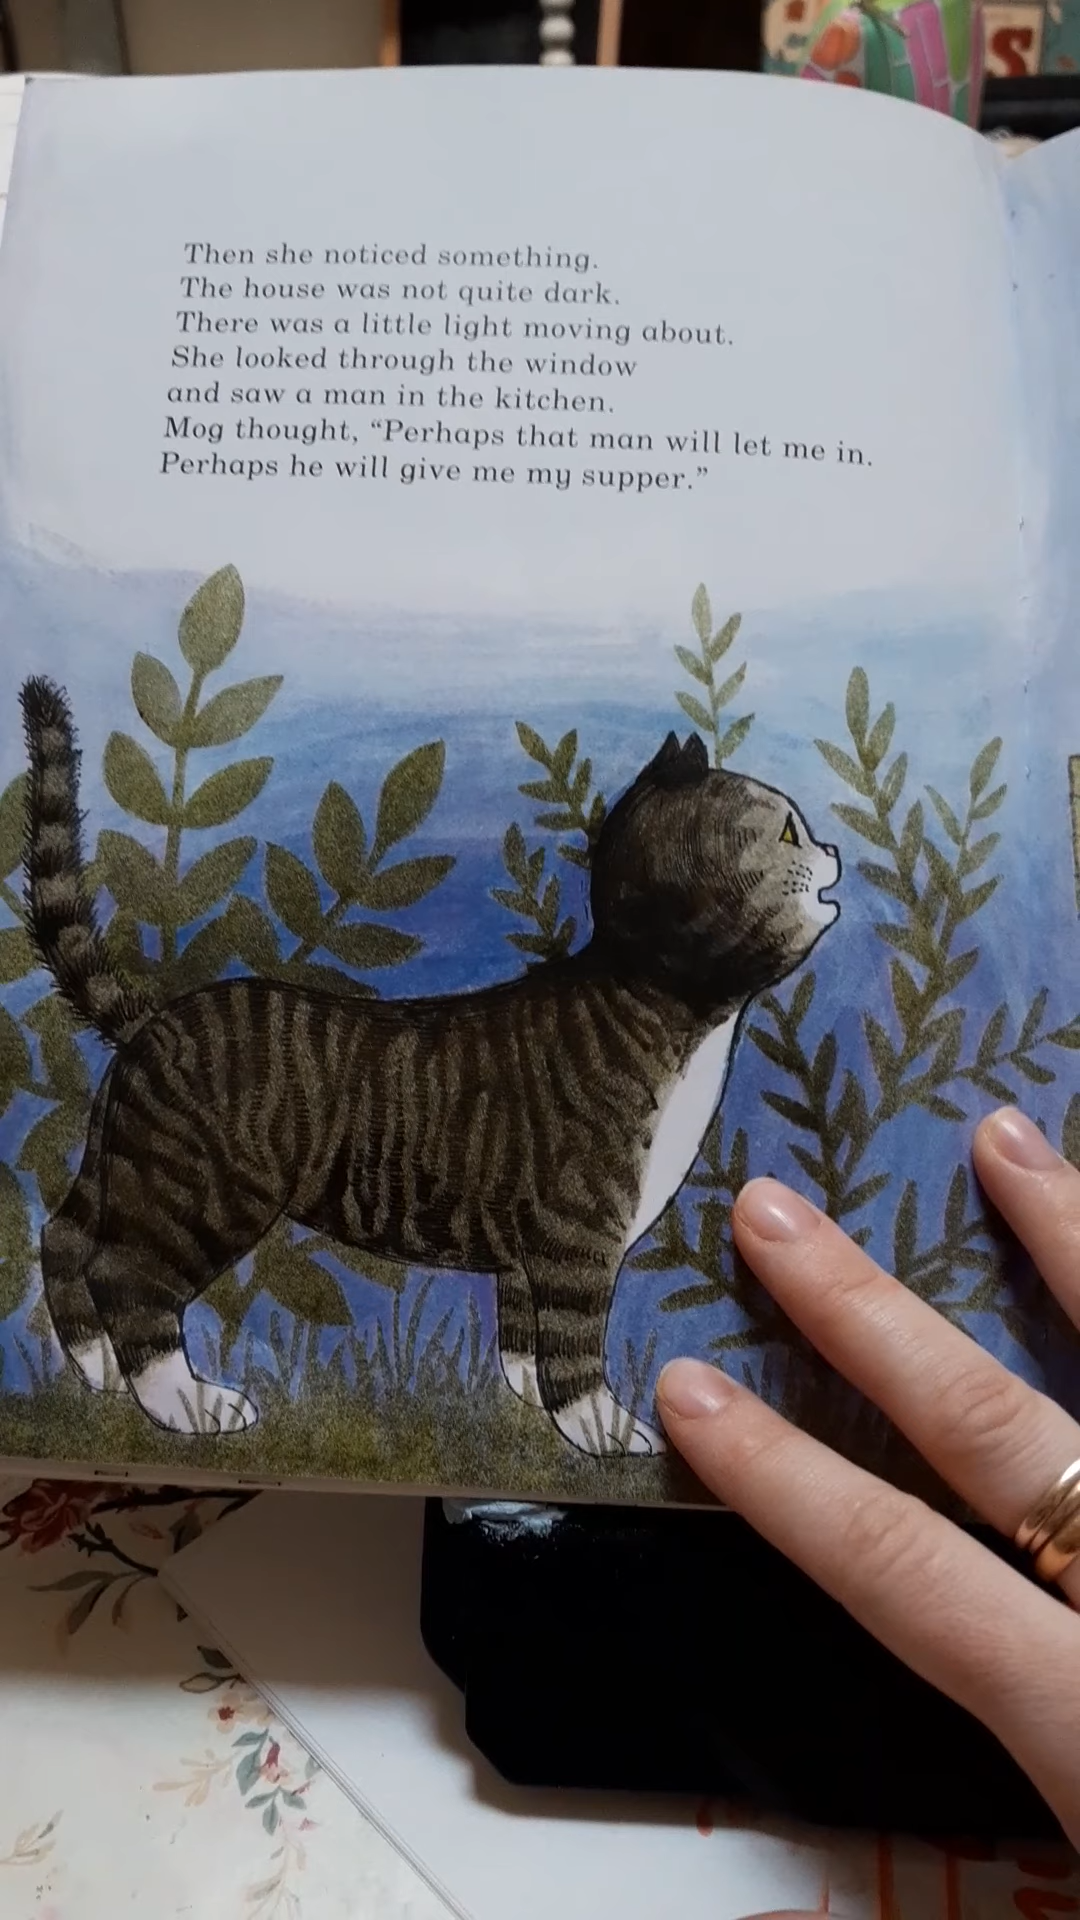 Then she noticed something.
The house was not quite dark.
There was a little light moving about.
She looked through the window
and saw a man in the kitchen.
Mog thought, “Perhaps that man will let me in.
Perhaps he will give me my supper.”
S